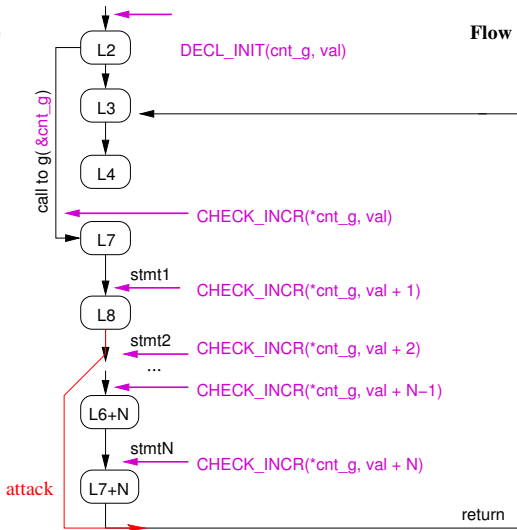 Flow
L2
DECL_INIT(cnt_g, val)
L3
call to g( &cnt_g)
L4
CHECK_INCR(*cnt_g, val)
L7
stmt1
CHECK_INCR(*cnt_g, val + 1)
L8
stmt2
CHECK_INCR(*cnt_g, val + 2)
...
CHECK_INCR(*cnt_g, val + N−1)
L6+N
stmtN
CHECK_INCR(*cnt_g, val + N)
attack
L7+N
return